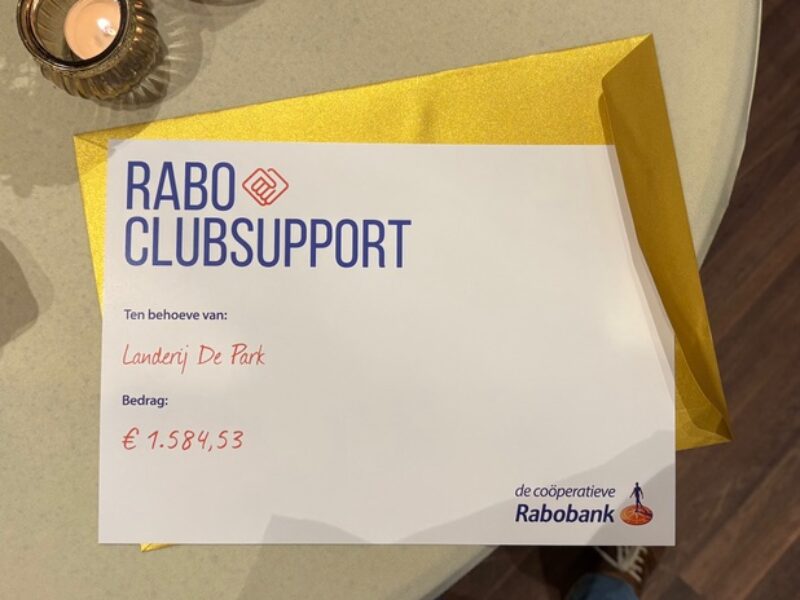 RABO
CLUBSUPPORT
Ten behoeve van:
Landerij De Park
Bedrag:
€ 1.584,53
de coöperatieve
Rabobank